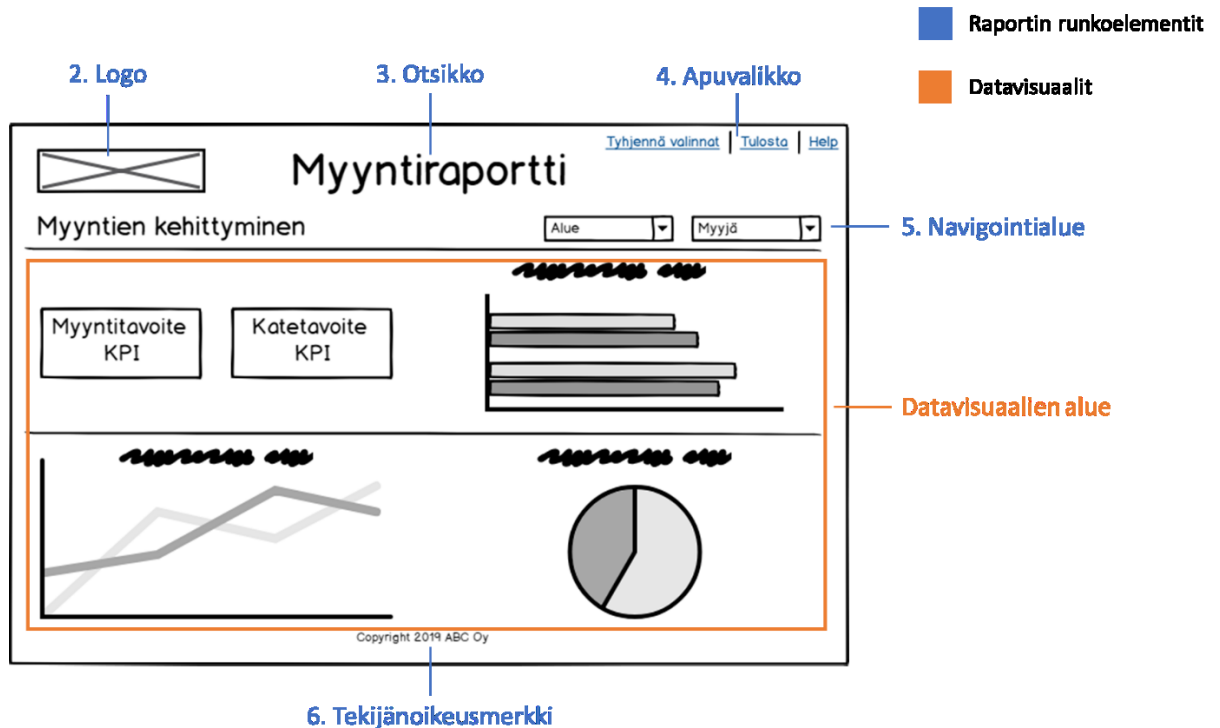 Raportin runkoelementit
Datavisuaalit
2. Logo
3. Otsikko
4. Apuvalikko
Tyhjennä valinnat | Tulosta | Help
Myyntiraportti
Myyntien kehittyminen
Alue
Myyjä
5. Navigointialue
Myyntitavoite
KPI
Katetavoite
KPI
Datavisuaalien alue
Copyright 2019 ABC Oy
6. Tekijänoikeusmerkki